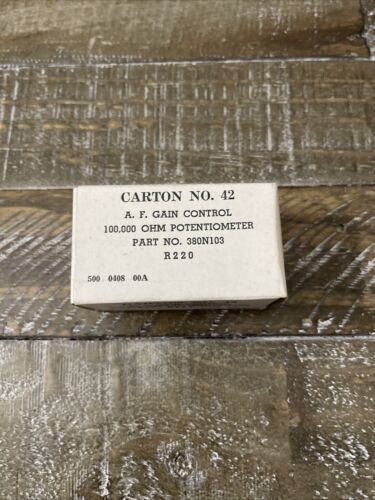 CARTON NO. 42
A. F. GAIN CONTROL
100,000 OHM POTENTIOMETER
PART NO. 380N103
R220
500 0408 00A